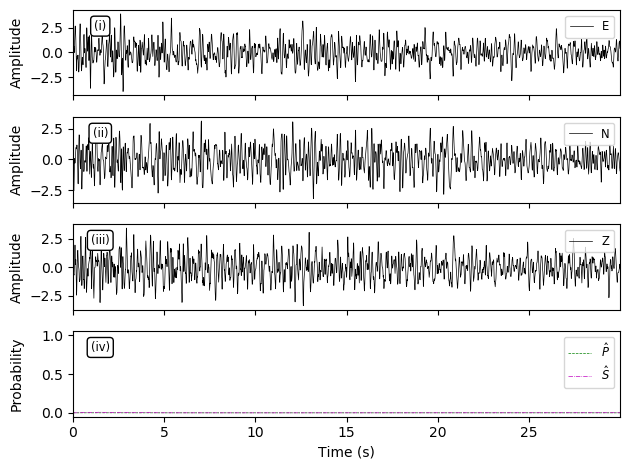 Amplitude
2.5
0.0
−2.5
(i)
E
Amplitude
2.5
0.0
−2.5
(ii)
N
Amplitude
2.5
0.0
−2.5
(iii)
Z
Probability
1.0
0.5
0.0
(iv)
P̂
Ŝ
0 5 10 15 20 25
Time (s)